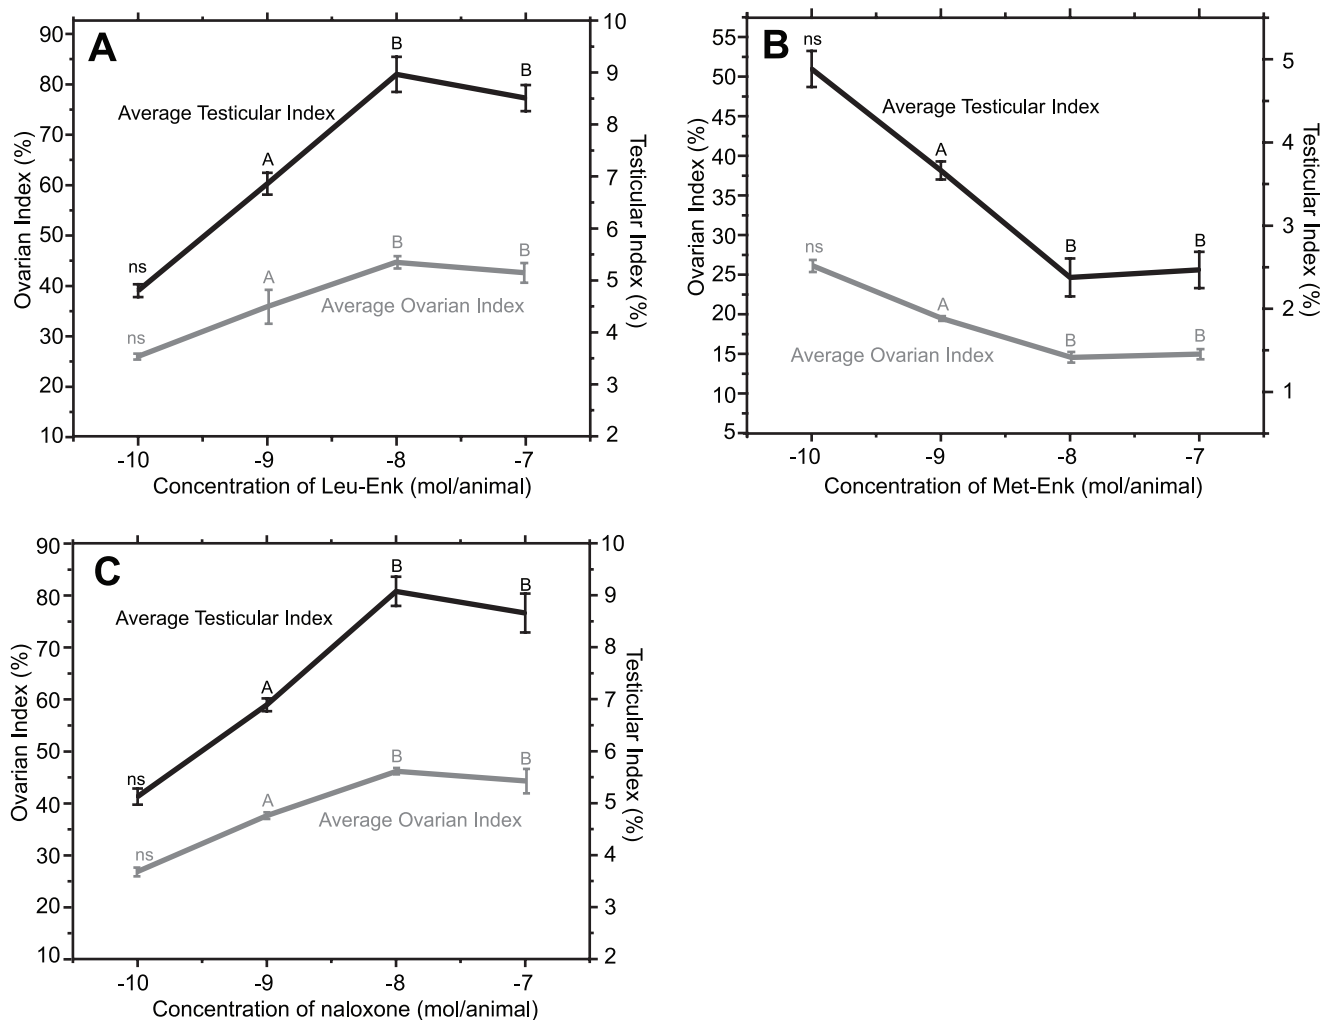 A
Ovarian Index (%)
90
80
70
60
50
40
30
20
10
10
9
8
7
6
5
4
3
2
Testicular Index (%)
Average Testicular Index
Average Ovarian Index
ns
A
B
B
ns
A
B
B
-10
-9
-8
-7
Concentration of Leu-Enk (mol/animal)
B
Ovarian Index (%)
55
50
45
40
35
30
25
20
15
10
5
5
4
3
2
1
Testicular Index (%)
Average Testicular Index
Average Ovarian Index
ns
A
B
B
ns
A
B
B
-10
-9
-8
-7
Concentration of Met-Enk (mol/animal)
C
Ovarian Index (%)
90
80
70
60
50
40
30
20
10
10
9
8
7
6
5
4
3
2
Testicular Index (%)
Average Testicular Index
Average Ovarian Index
ns
A
B
B
ns
A
B
B
-10
-9
-8
-7
Concentration of naloxone (mol/animal)